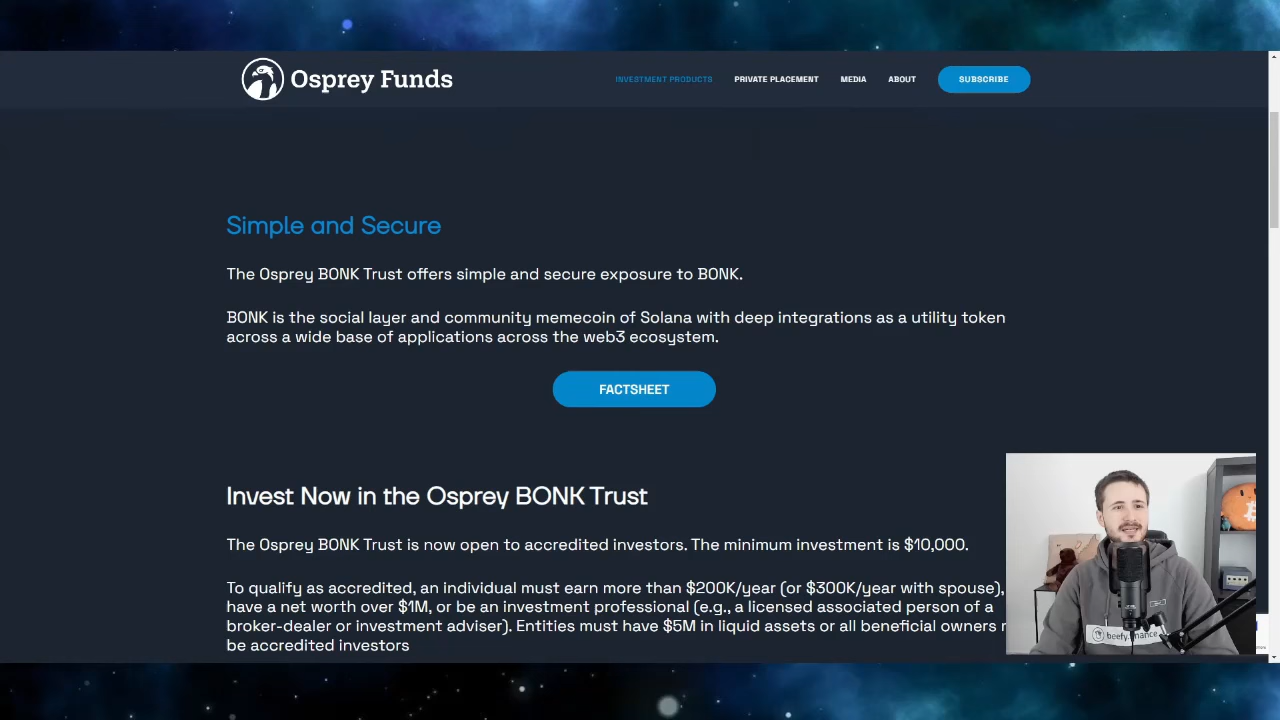 Osprey Funds
INVESTMENT PRODUCTS
PRIVATE PLACEMENT
MEDIA
ABOUT
SUBSCRIBE
Simple and Secure
The Osprey BONK Trust offers simple and secure exposure to BONK.
BONK is the social layer and community memecoin of Solana with deep integrations as a utility token
across a wide base of applications across the web3 ecosystem.
FACTSHEET
Invest Now in the Osprey BONK Trust
The Osprey BONK Trust is now open to accredited investors. The minimum investment is $10,000.
To qualify as accredited, an individual must earn more than $200K/year (or $300K/year with spouse),
have a net worth over $1M, or be an investment professional (e.g., a licensed associated person of a
broker-dealer or investment adviser). Entities must have $5M in liquid assets or all beneficial owners
be accredited investors
beefy.finance